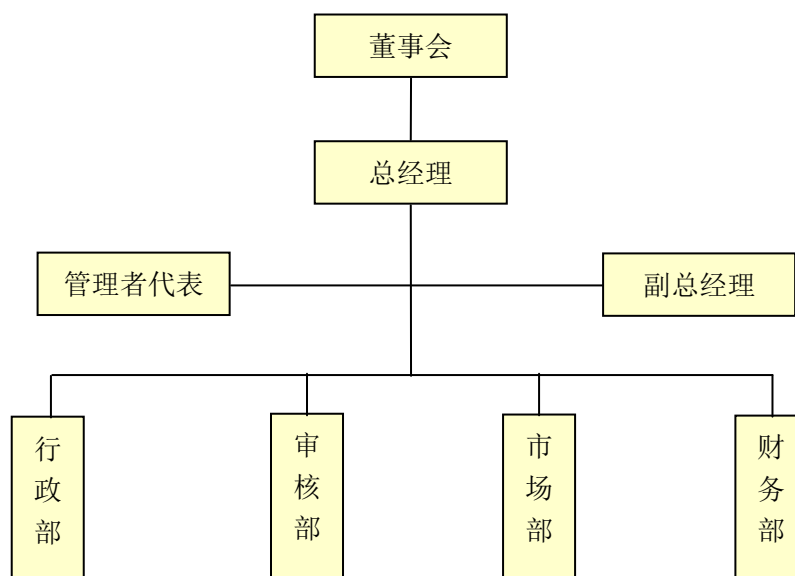 董事会
总经理
管理者代表
副总经理
行政部
审核部
市场部
财务部